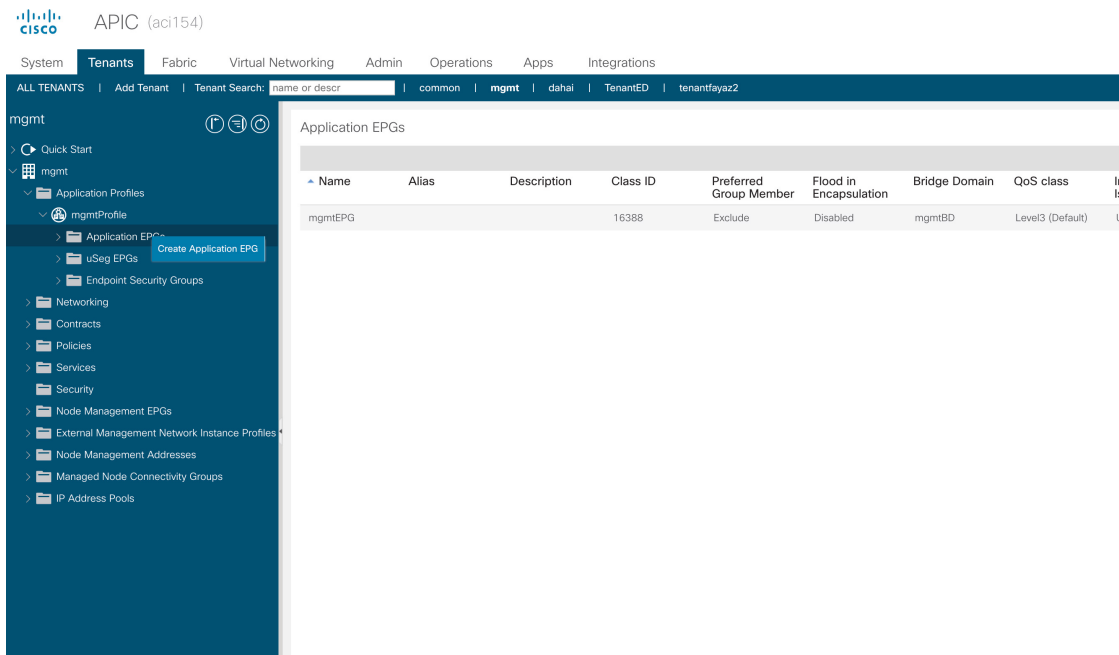 CISCO
APIC (aci154)
System Tenants Fabric Virtual Networking Admin Operations Apps Integrations
ALL TENANTS | Add Tenant | Tenant Search: name or descr | common | mgmt | dahai | TenantED | tenantfayaz2
mgmt
Quick Start
mgmt
Application Profiles
mgmtProfile
Application EPGs
Create Application EPG
uSeg EPGs
Endpoint Security Groups
Networking
Contracts
Policies
Services
Security
Node Management EPGs
External Management Network Instance Profiles
Node Management Addresses
Managed Node Connectivity Groups
IP Address Pools
Application EPGs
Name Alias Description Class ID Preferred Group Member Flood in Encapsulation Bridge Domain QoS class
mgmtEPG 16388 Exclude Disabled mgmtBD Level3 (Default)